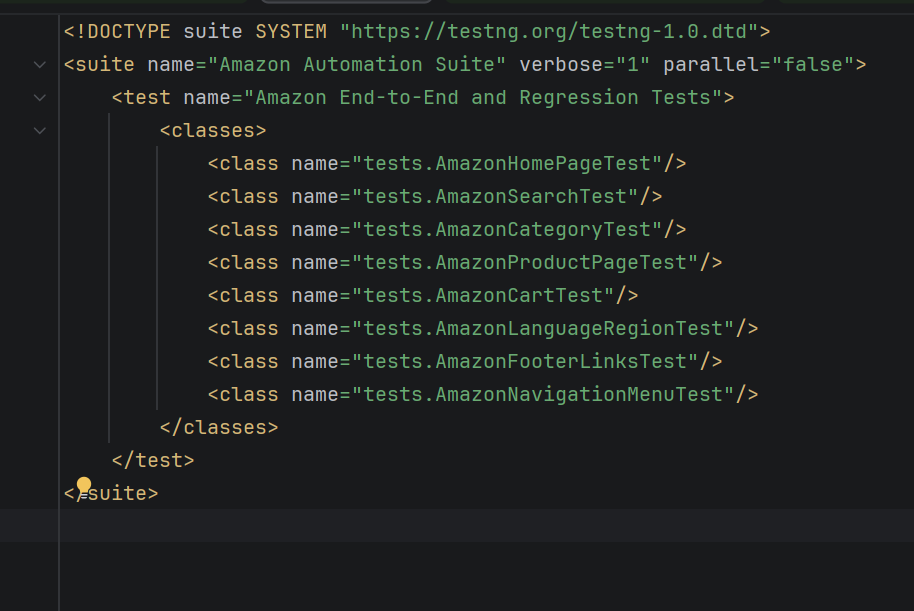 <!DOCTYPE suite SYSTEM "https://testng.org/testng-1.0.dtd">
<suite name="Amazon Automation Suite" verbose="1" parallel="false">
    <test name="Amazon End-to-End and Regression Tests">
        <classes>
            <class name="tests.AmazonHomePageTest"/>
            <class name="tests.AmazonSearchTest"/>
            <class name="tests.AmazonCategoryTest"/>
            <class name="tests.AmazonProductPageTest"/>
            <class name="tests.AmazonCartTest"/>
            <class name="tests.AmazonLanguageRegionTest"/>
            <class name="tests.AmazonFooterLinksTest"/>
            <class name="tests.AmazonNavigationMenuTest"/>
        </classes>
    </test>
</suite>